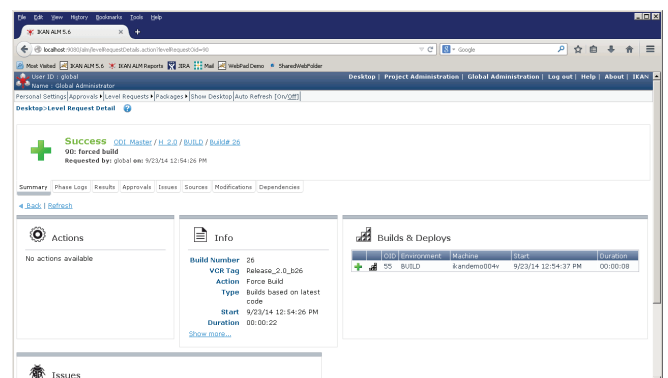 File Edit View History Bookmarks Tools Help
IKAN ALM 5.6 +
localhost:9080/alm/levelRequestDetails.action?levelRequestOid=90
Google
Most Visited IKAN ALM 5.6 IKAN ALM Reports JIRA Mail WebPad Demo SharedWebFolder
User ID : global
Name : Global Administrator
Desktop | Project Administration | Global Administration | Log out | Help | About | IKAN
Personal Settings Approvals Level Requests Packages Show Desktop Auto Refresh [On/Off]
Desktop>Level Request Detail
Success ODI_Master / H_2.0 / BUILD / Build# 26
90: forced build
Requested by: global on: 9/23/14 12:54:26 PM
Summary Phase Logs Results Approvals Issues Sources Modifications Dependencies
Back | Refresh
Actions
No actions available
Info
Build Number 26
VCR Tag Release_2.0_b26
Action Force Build
Type Builds based on latest
code
Start 9/23/14 12:54:26 PM
Duration 00:00:22
Show more...
Builds & Deploys
OID Environment Machine Start Duration
55 BUILD ikandemo004v 9/23/14 12:54:37 PM 00:00:08
Issues